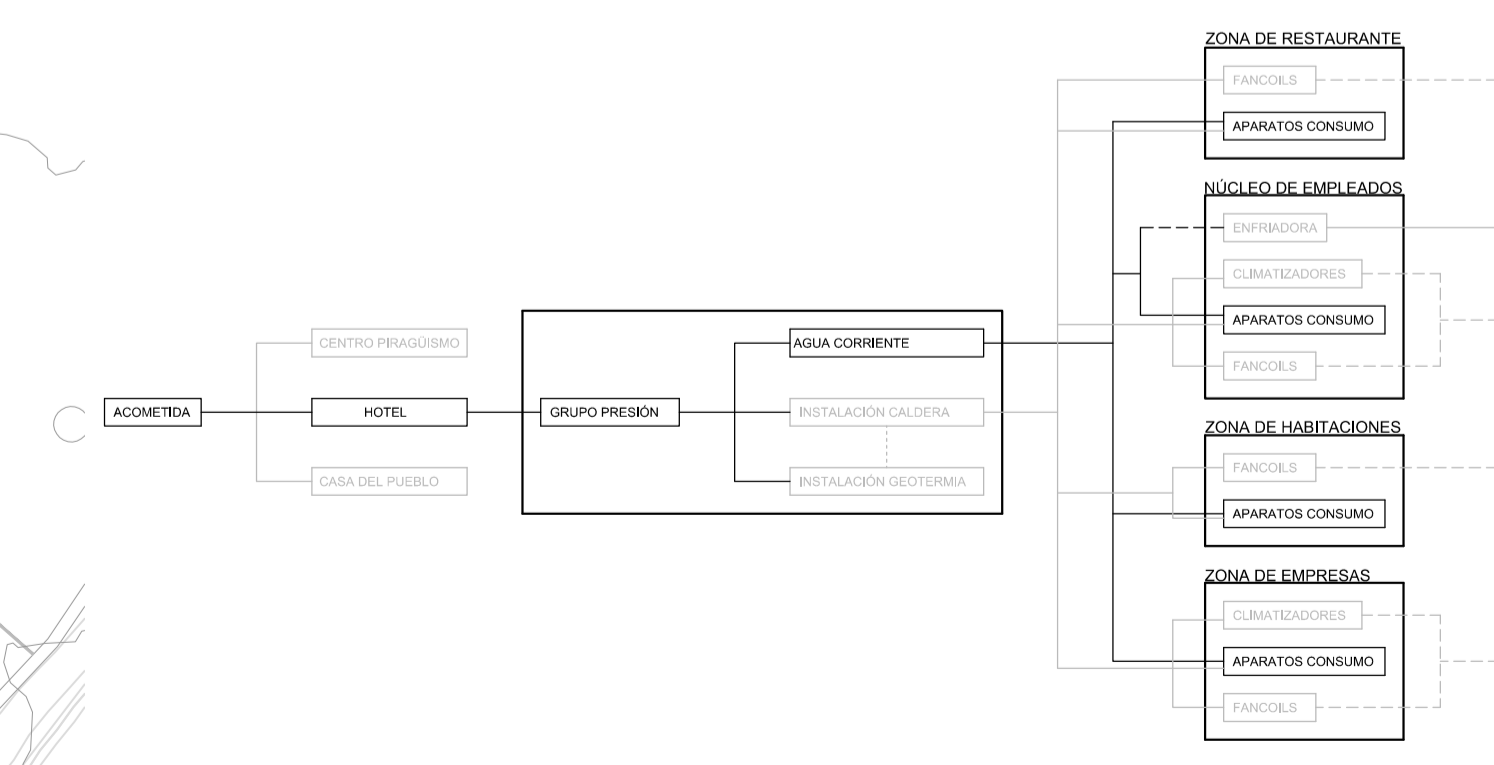 ACOMETIDA
CENTRO PIRAGÜISMO
HOTEL
CASA DEL PUEBLO
GRUPO PRESIÓN
AGUA CORRIENTE
INSTALACIÓN CALDERA
INSTALACIÓN GEOTERMIA
ZONA DE RESTAURANTE
FANCOILS
APARATOS CONSUMO
NÚCLEO DE EMPLEADOS
ENFRIADORA
CLIMATIZADORES
APARATOS CONSUMO
FANCOILS
ZONA DE HABITACIONES
FANCOILS
APARATOS CONSUMO
ZONA DE EMPRESAS
CLIMATIZADORES
APARATOS CONSUMO
FANCOILS